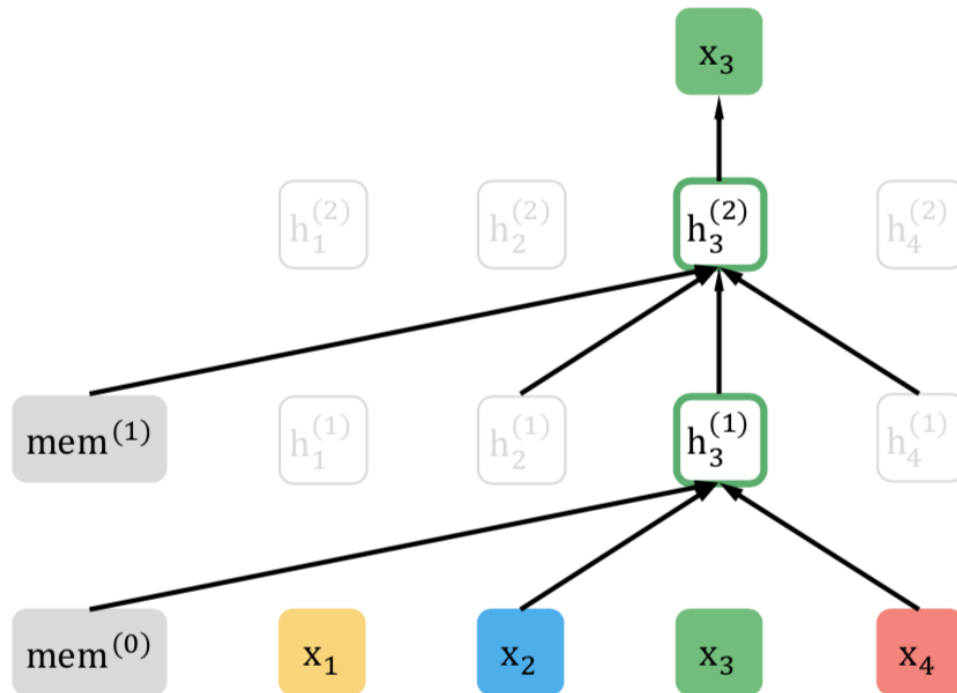 x₃
h₁⁽²⁾ h₂⁽²⁾ h₃⁽²⁾ h₄⁽²⁾
mem⁽¹⁾ h₁⁽¹⁾ h₂⁽¹⁾ h₃⁽¹⁾ h₄⁽¹⁾
mem⁽⁰⁾ x₁ x₂ x₃ x₄